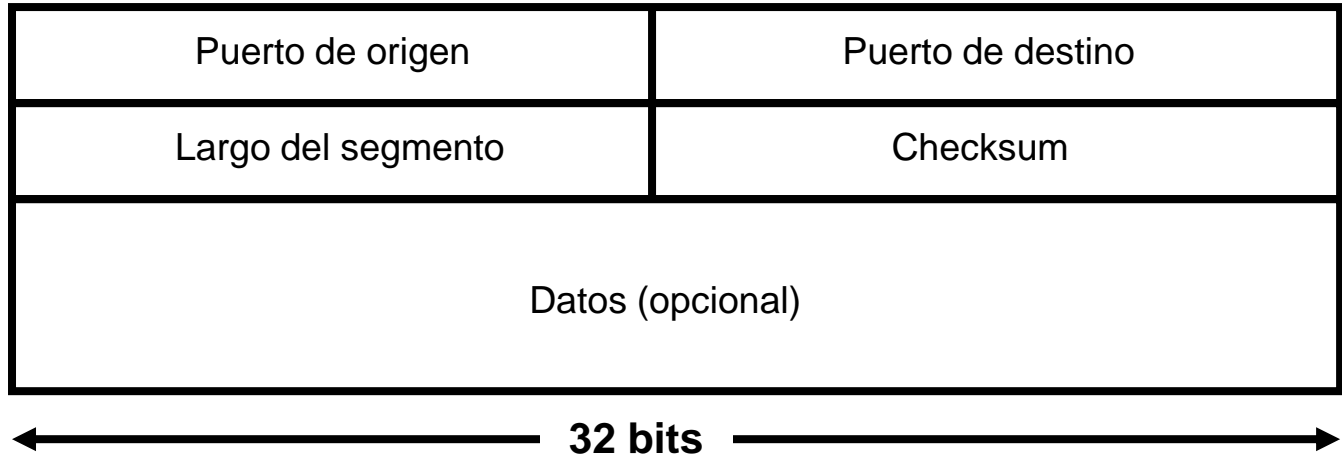 Puerto de origen
Puerto de destino
Largo del segmento
Checksum
Datos (opcional)
32 bits